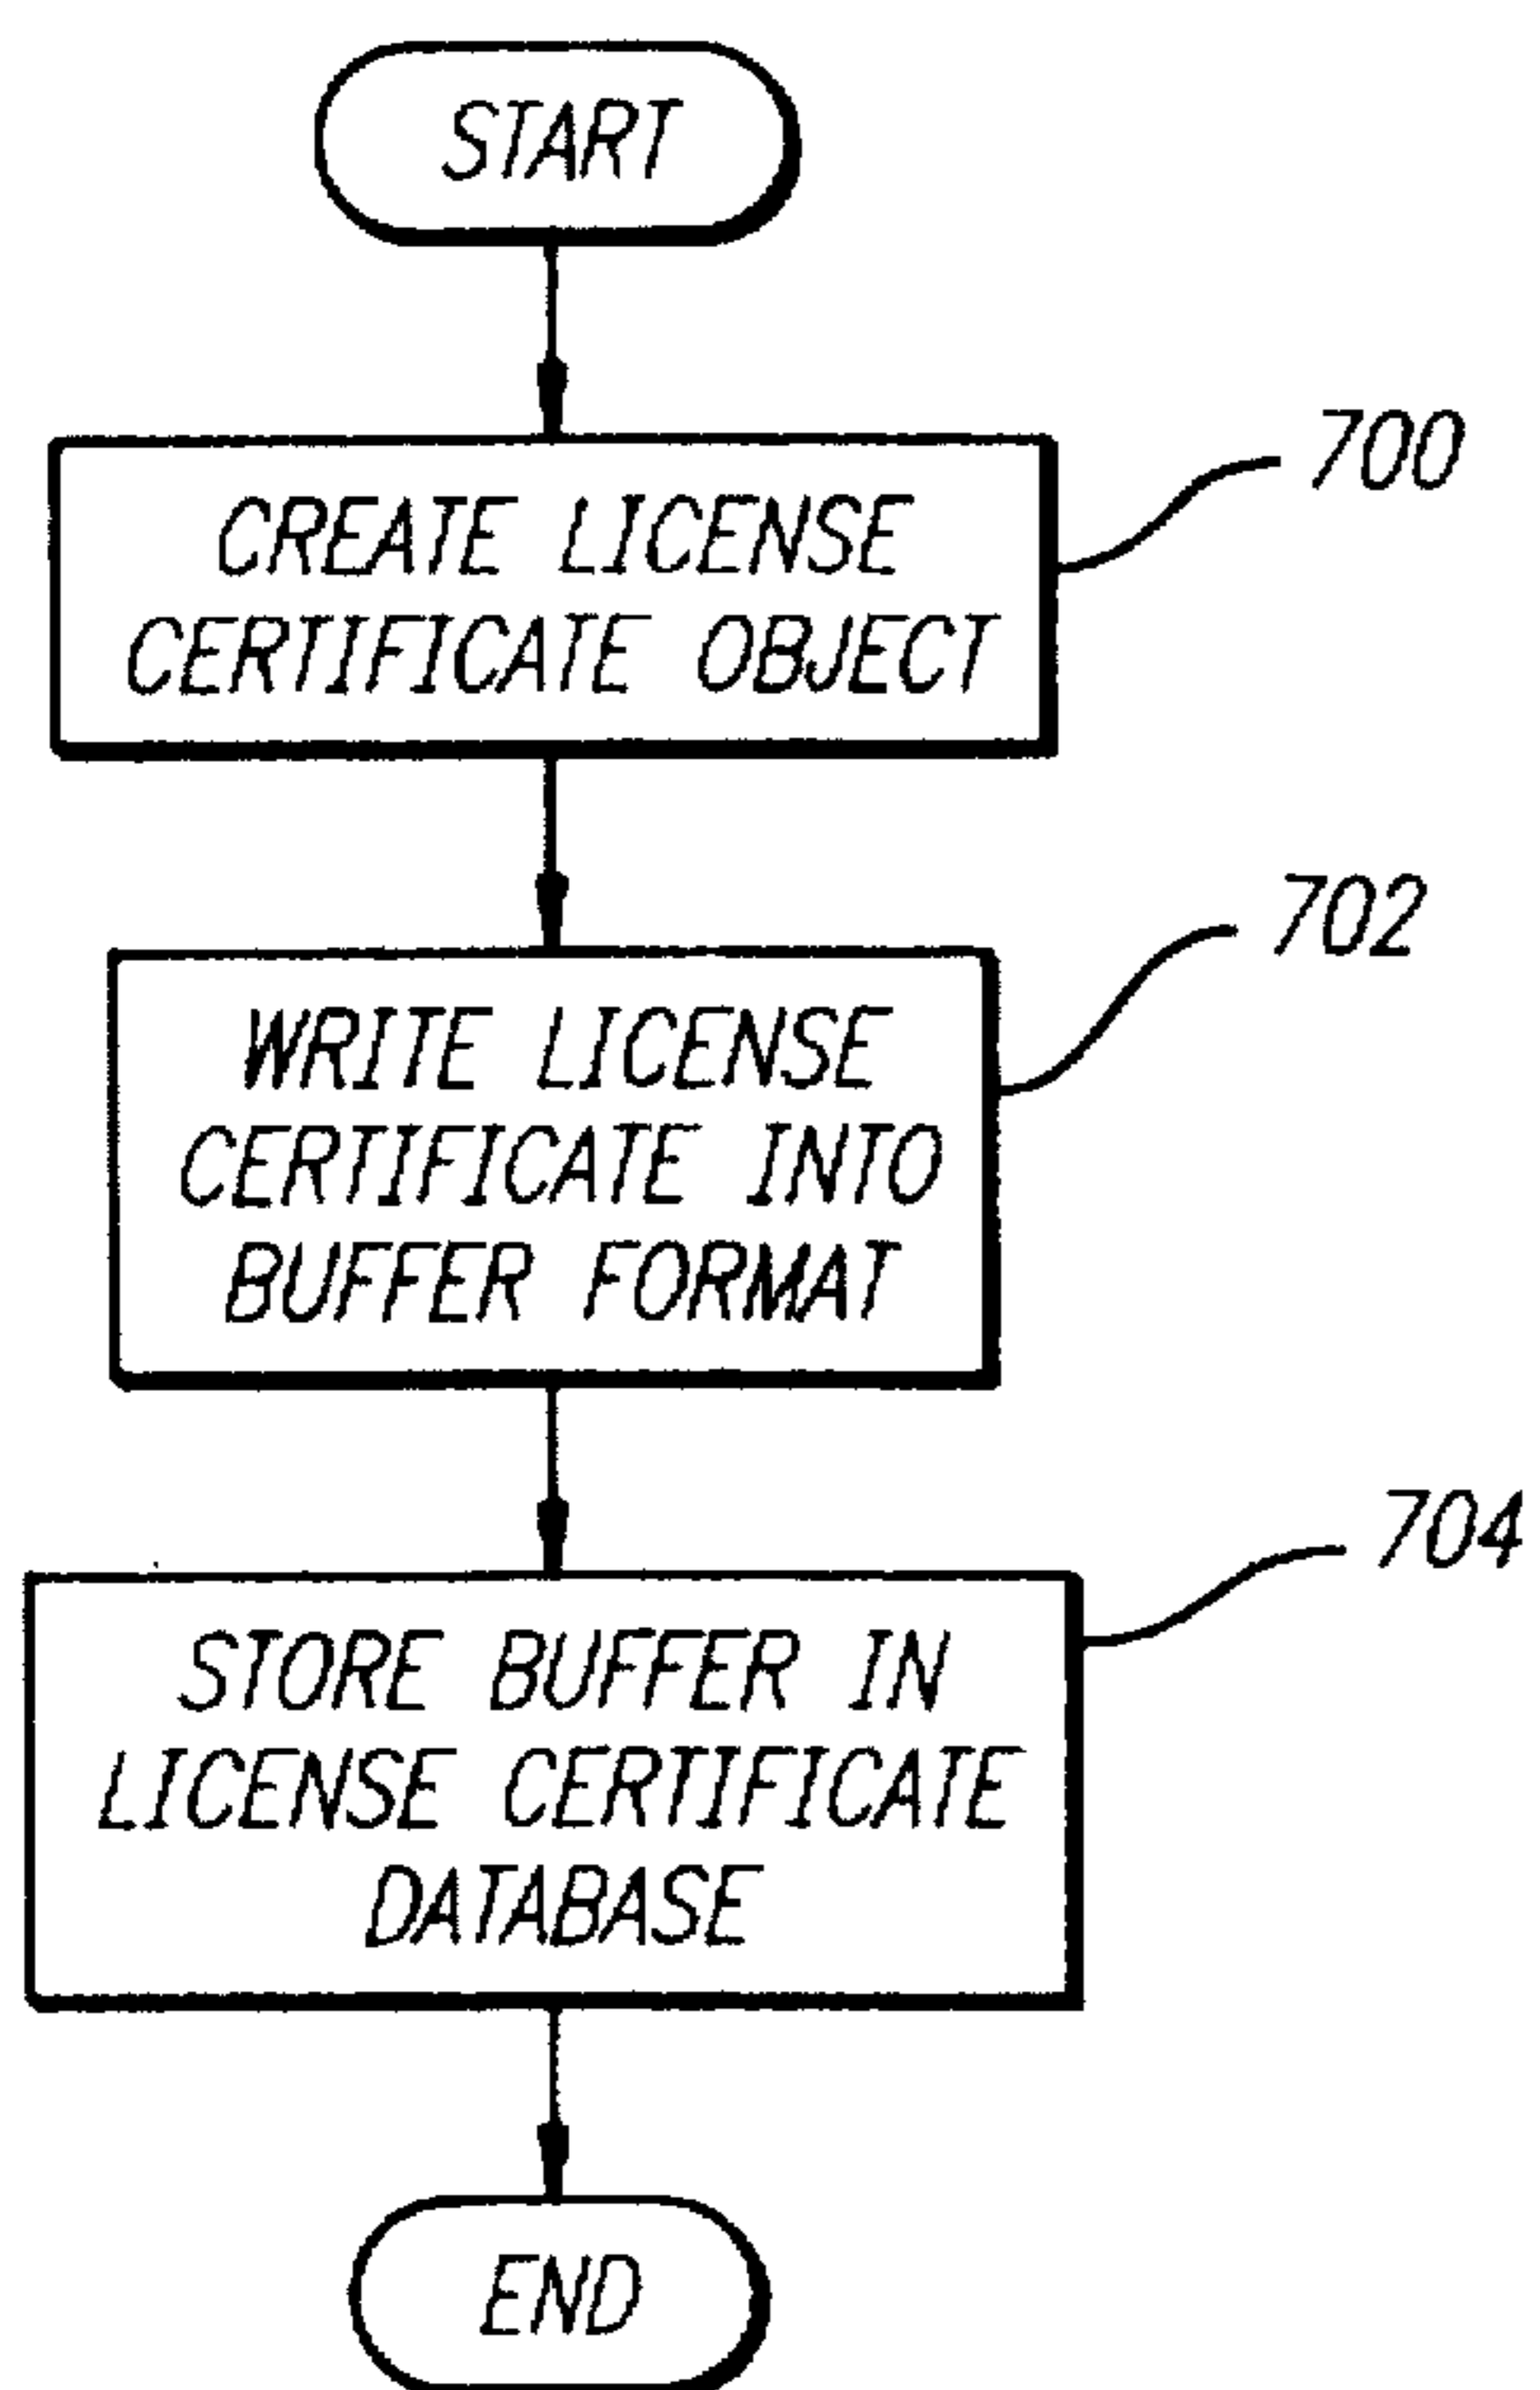 START
700
CREATE LICENSE
CERTIFICATE OBJECT
702
WRITE LICENSE
CERTIFICATE INTO
BUFFER FORMAT
704
STORE BUFFER IN
LICENSE CERTIFICATE
DATABASE
END